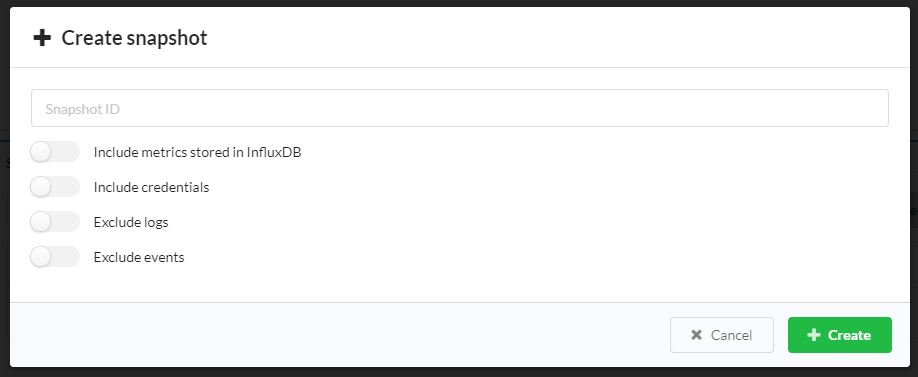 Create snapshot
Snapshot ID
Include metrics stored in InfluxDB
Include credentials
Exclude logs
Exclude events
Cancel
Create